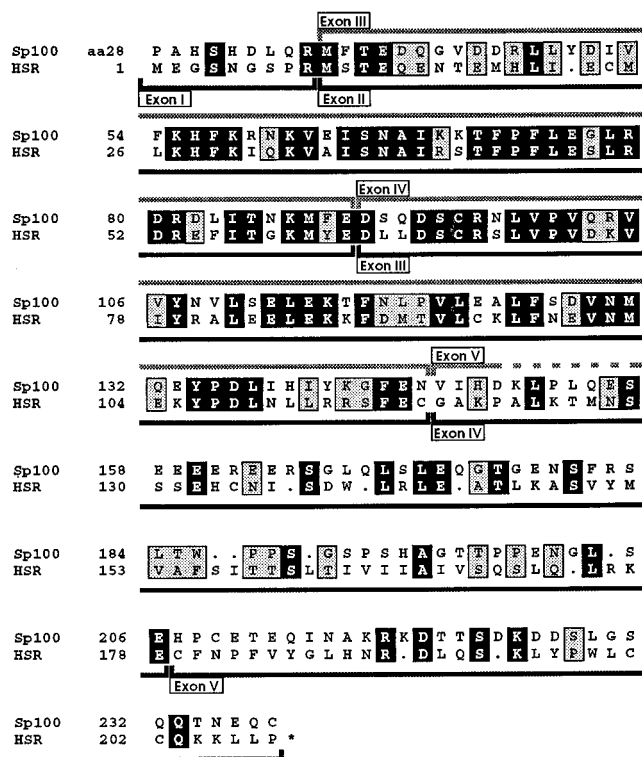 Exon III
Sp100 aa28 P A H S H D L Q R M F T E D Q G V D D R L L Y D I V
HSR 1 M E G S N G S P R M S T E Q E N T E M H L I . E C M
Exon I Exon II
Sp100 54 F K H F K R N K V E I S N A I K K T F P F L E G L R
HSR 26 L K H F K I Q K V A I S N A I R S T F P F L E S L R
Exon IV
Sp100 80 D R D L I T N K M F E D S Q D S C R N L V P V Q R V
HSR 52 D R E F I T G K M Y E D L L D S C R S L V P V D K V
Exon III
Sp100 106 V Y N V L S E L E K T F N L P V L E A L F S D V N M
HSR 78 I Y R A L E E L E K K F D M T V L C K L F N E V N M
Exon V
Sp100 132 Q E Y P D L I H I Y K G F E N V I H D K L P L Q E S
HSR 104 E K Y P D L N L L R R S F E C G A K P A L K T M N S
Exon IV
Sp100 158 E E E E R E E R S G L Q L S L E Q G T G E N S F R S
HSR 130 S S E H C N I . S D W . L R L E . A T L K A S V Y M
Sp100 184 L T W . . P P S . G S P S H A G T T P P E N G L . S
HSR 153 V A F S I T T S L T I V I I A I V S Q S L Q . L R K
Sp100 206 E H P C E T E Q I N A K R K D T T S D K D D S L G S
HSR 178 E C F N P F V Y G L H N R . D L Q S . K L Y P W L C
Exon V
Sp100 232 Q Q T N E Q C
HSR 202 C Q K K L L P *